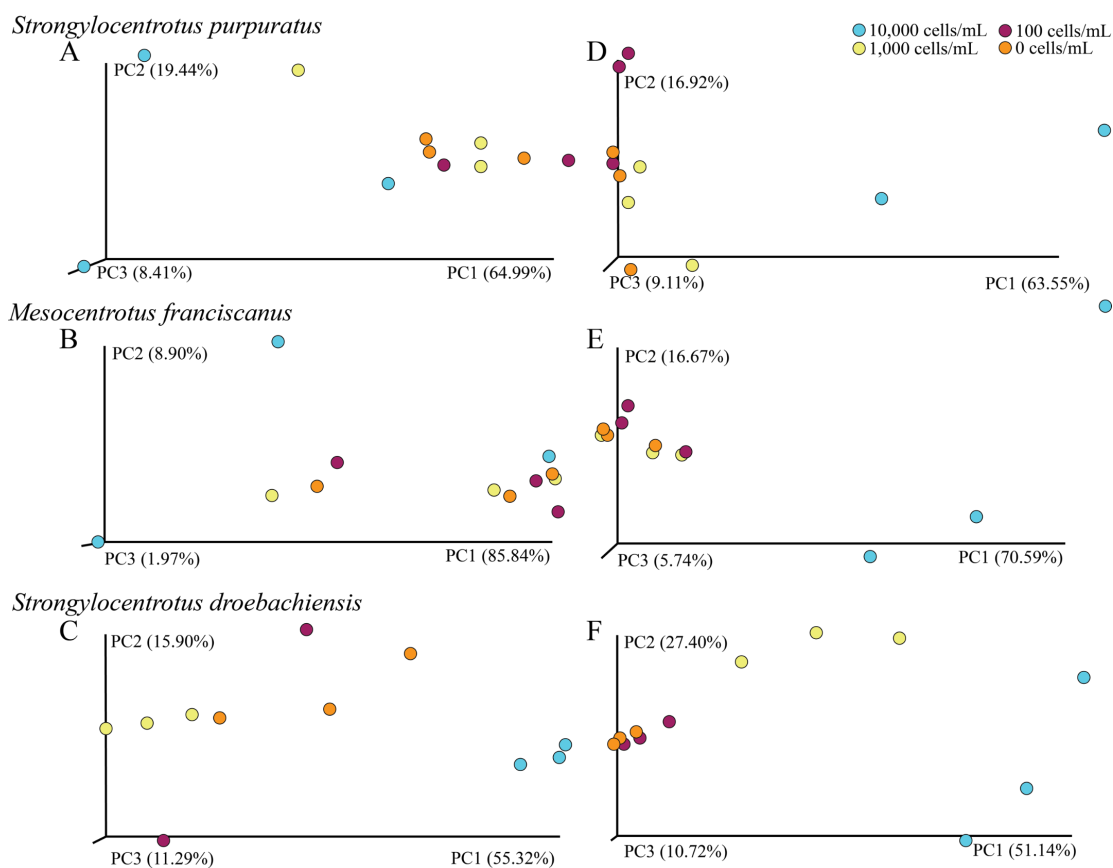 Strongylocentrotus purpuratus
10,000 cells/mL 100 cells/mL
1,000 cells/mL 0 cells/mL
A
PC2 (19.44%)
PC3 (8.41%)
PC1 (64.99%)
D
PC2 (16.92%)
PC3 (9.11%)
PC1 (63.55%)
Mesocentrotus franciscanus
B
PC2 (8.90%)
PC3 (1.97%)
PC1 (85.84%)
E
PC2 (16.67%)
PC3 (5.74%)
PC1 (70.59%)
Strongylocentrotus droebachiensis
C
PC2 (15.90%)
PC3 (11.29%)
PC1 (55.32%)
F
PC2 (27.40%)
PC3 (10.72%)
PC1 (51.14%)